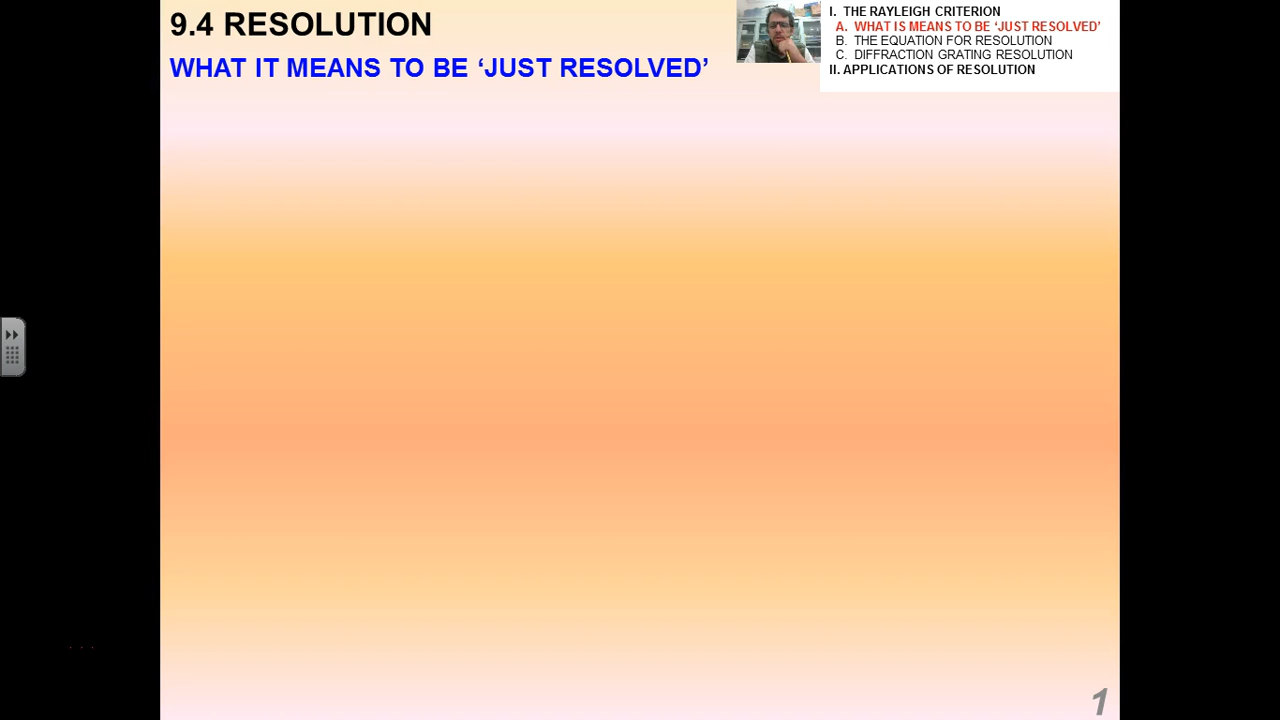 9.4 RESOLUTION
WHAT IT MEANS TO BE ‘JUST RESOLVED’
I. THE RAYLEIGH CRITERION
A. WHAT IS MEANS TO BE ‘JUST RESOLVED’
B. THE EQUATION FOR RESOLUTION
C. DIFFRACTION GRATING RESOLUTION
II. APPLICATIONS OF RESOLUTION
1